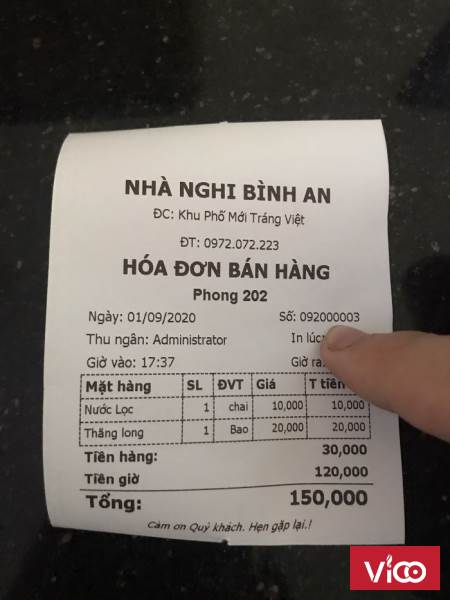 NHÀ NGHI BÌNH AN
ĐC: Khu Phố Mới Tráng Việt
ĐT: 0972.072.223
HÓA ĐƠN BÁN HÀNG
Phong 202
Ngày: 01/09/2020 Số: 092000003
Thu ngân: Administrator In lúc
Giờ vào: 17:37 Giờ ra
Mặt hàng SL ĐVT Giá T tiền
Nước Lọc 1 chai 10,000 10,000
Thăng long 1 Bao 20,000 20,000
Tiền hàng: 30,000
Tiền giờ 120,000
Tổng: 150,000
Cảm ơn Quý khách. Hẹn gặp lại.!
Vico